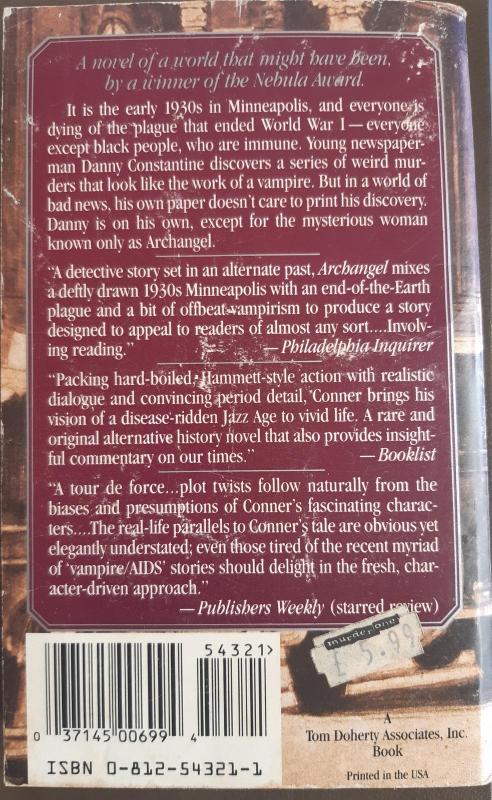 A novel of a world that might have been,
by a winner of the Nebula Award.
It is the early 1930s in Minneapolis, and everyone is
dying of the plague that ended World War I—everyone
except black people, who are immune. Young newspaper-
man Danny Constantine discovers a series of weird mur-
ders that look like the work of a vampire. But in a world of
bad news, his own paper doesn't care to print his discovery.
Danny is on his own, except for the mysterious woman
known only as Archangel.
"A detective story set in an alternate past, Archangel mixes
a deftly drawn 1930s Minneapolis with an end-of-the-Earth
plague and a bit of offbeat vampirism to produce a story
designed to appeal to readers of almost any sort....Involv-
ing reading." —Philadelphia Inquirer
"Packing hard-boiled, Hammett-style action with realistic
dialogue and convincing period detail, Conner brings his
vision of a disease-ridden Jazz Age to vivid life. A rare and
original alternative history novel that also provides insight-
ful commentary on our times." —Booklist
"A tour de force...plot twists follow naturally from the
biases and presumptions of Conner's fascinating charac-
ters....The real-life parallels to Conner's tale are obvious yet
elegantly understated; even those tired of the recent myriad
of 'vampire/AIDS' stories should delight in the fresh, char-
acter-driven approach."
—Publishers Weekly (starred review)
murder one
£ 5.99
54321>
0 37145 00699 4
ISBN 0-812-54321-1
A
Tom Doherty Associates, Inc.
Book
Printed in the USA